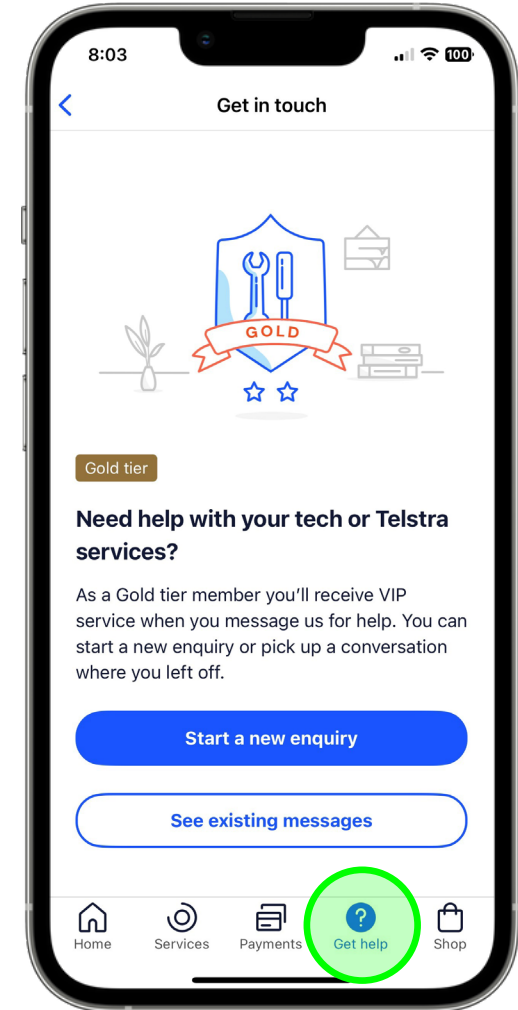 8:03
100
Get in touch
GOLD
Gold tier
Need help with your tech or Telstra
services?
As a Gold tier member you’ll receive VIP
service when you message us for help. You can
start a new enquiry or pick up a conversation
where you left off.
Start a new enquiry
See existing messages
?
Home Services Payments Get help Shop